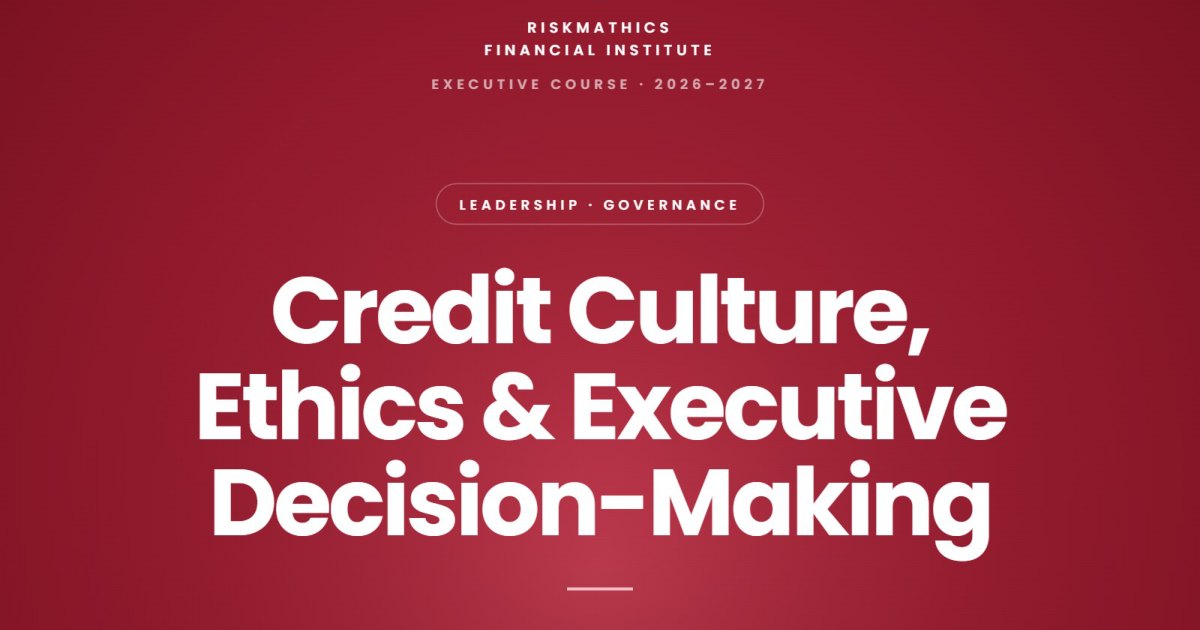 RISKMATHICS
FINANCIAL INSTITUTE
EXECUTIVE COURSE · 2026–2027
LEADERSHIP · GOVERNANCE
Credit Culture,
Ethics & Executive
Decision-Making